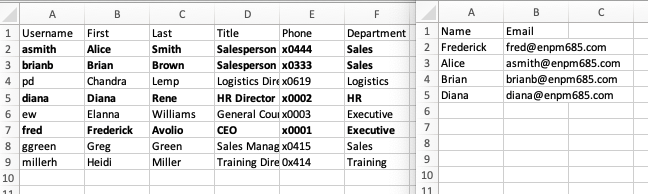 A B C D E F
1 Username First Last Title Phone Department
2 asmith Alice Smith Salesperson x0444 Sales
3 brianb Brian Brown Salesperson x0333 Sales
4 pd Chandra Lemp Logistics Dire x0619 Logistics
5 diana Diana Rene HR Director x0002 HR
6 ew Elanna Williams General Cou x0003 Executive
7 fred Frederick Avolio CEO x0001 Executive
8 ggreen Greg Green Sales Manag x0415 Sales
9 millerh Heidi Miller Training Dire 0x414 Training
10
11
A B C
1 Name Email
2 Frederick fred@enpm685.com
3 Alice asmith@enpm685.com
4 Brian brianb@enpm685.com
5 Diana diana@enpm685.com
6
7
8
9
10
11